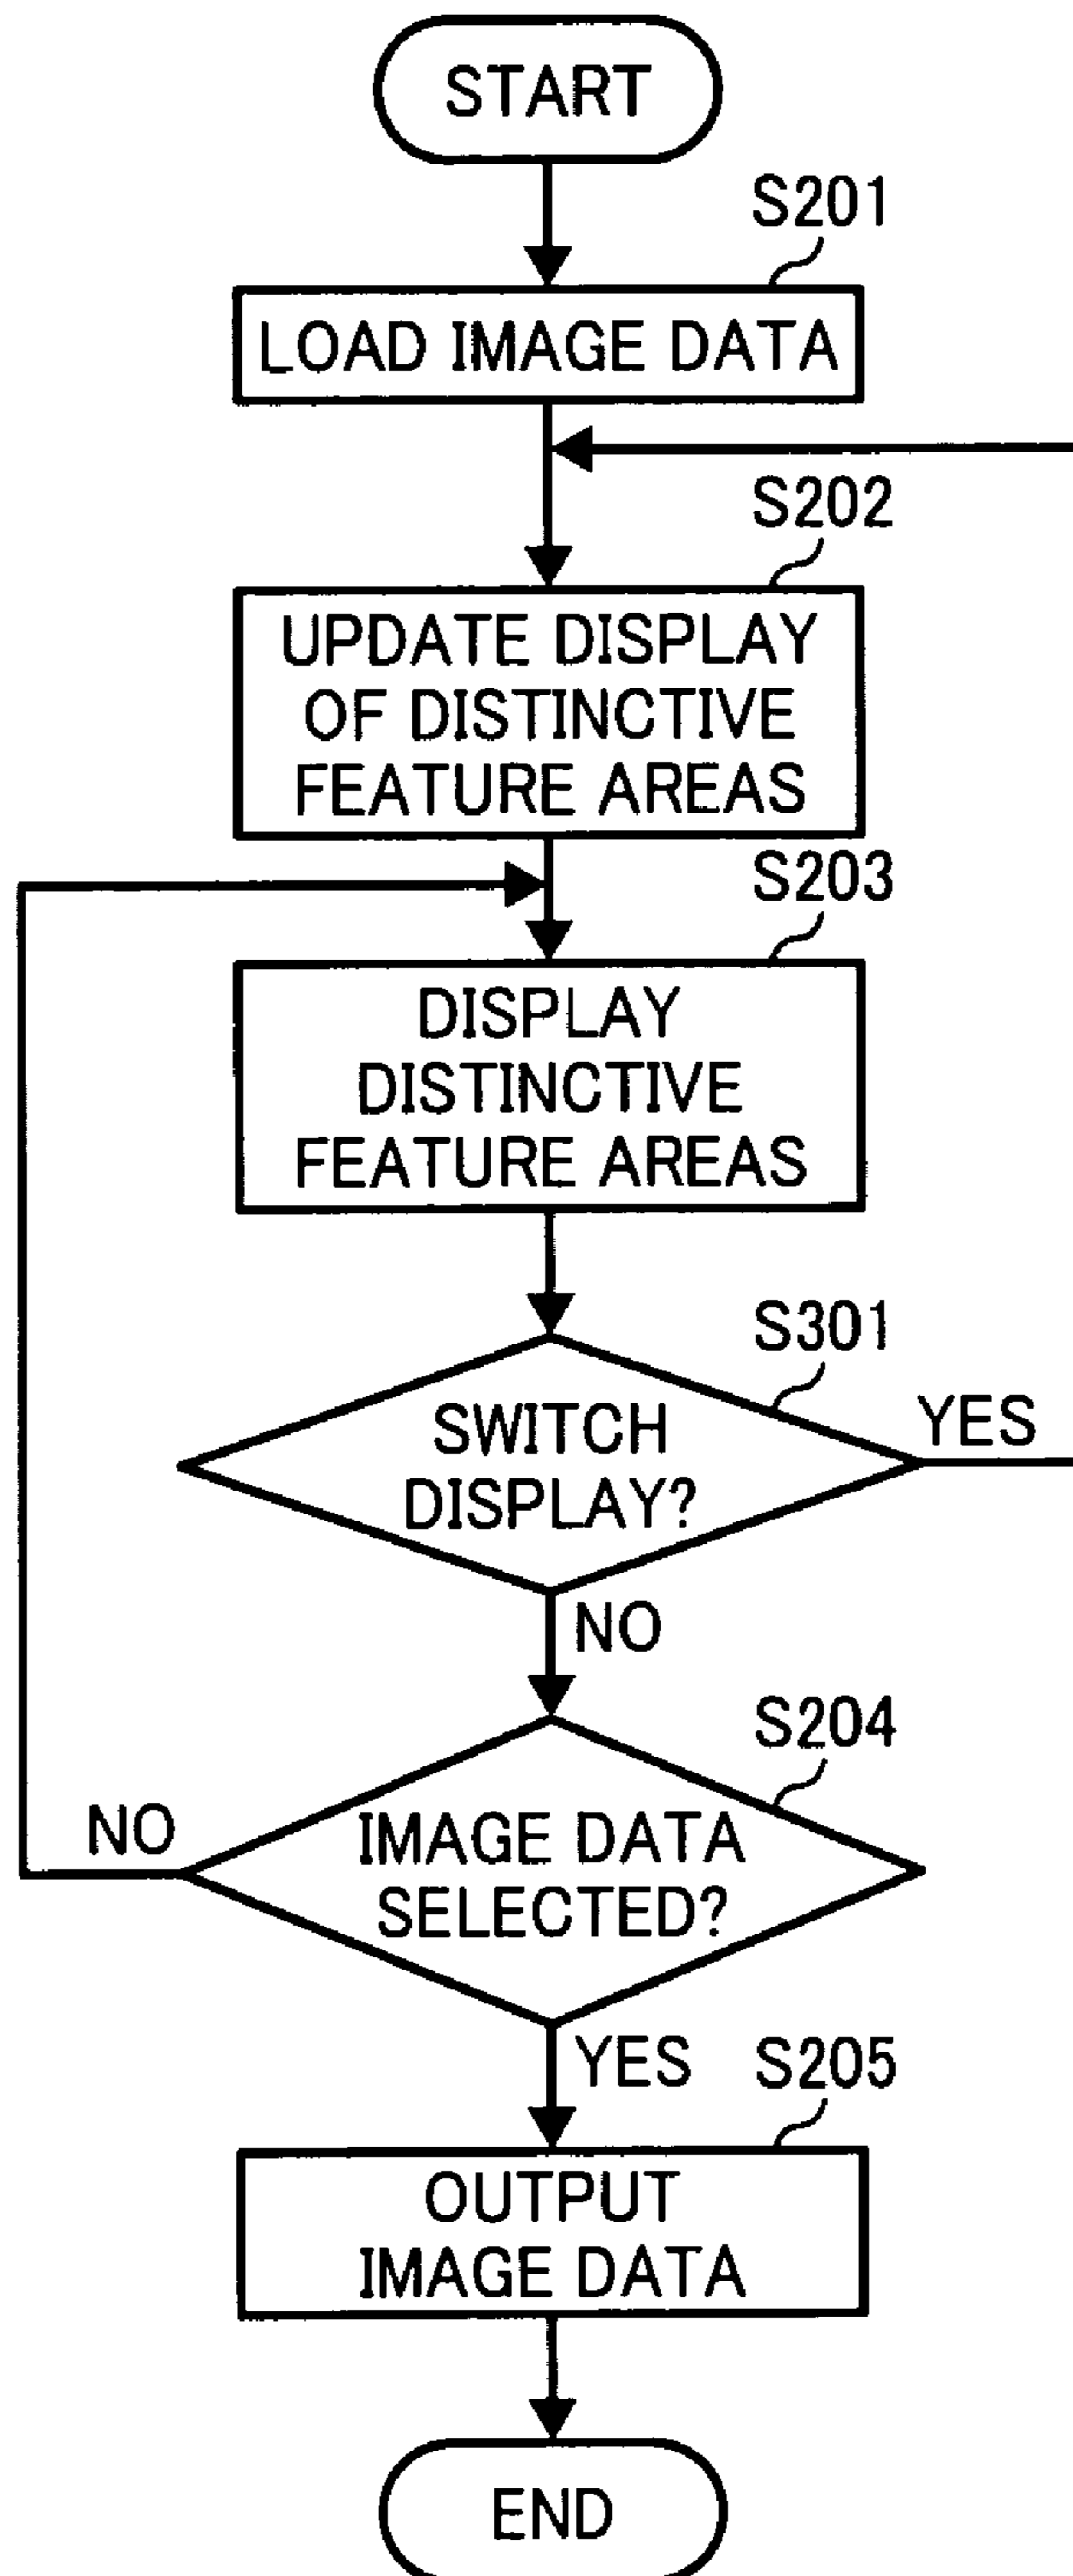 START
S201
LOAD IMAGE DATA
S202
UPDATE DISPLAY
OF DISTINCTIVE
FEATURE AREAS
S203
DISPLAY
DISTINCTIVE
FEATURE AREAS
S301
SWITCH
DISPLAY?
YES
NO
S204
IMAGE DATA
SELECTED?
NO
YES
S205
OUTPUT
IMAGE DATA
END